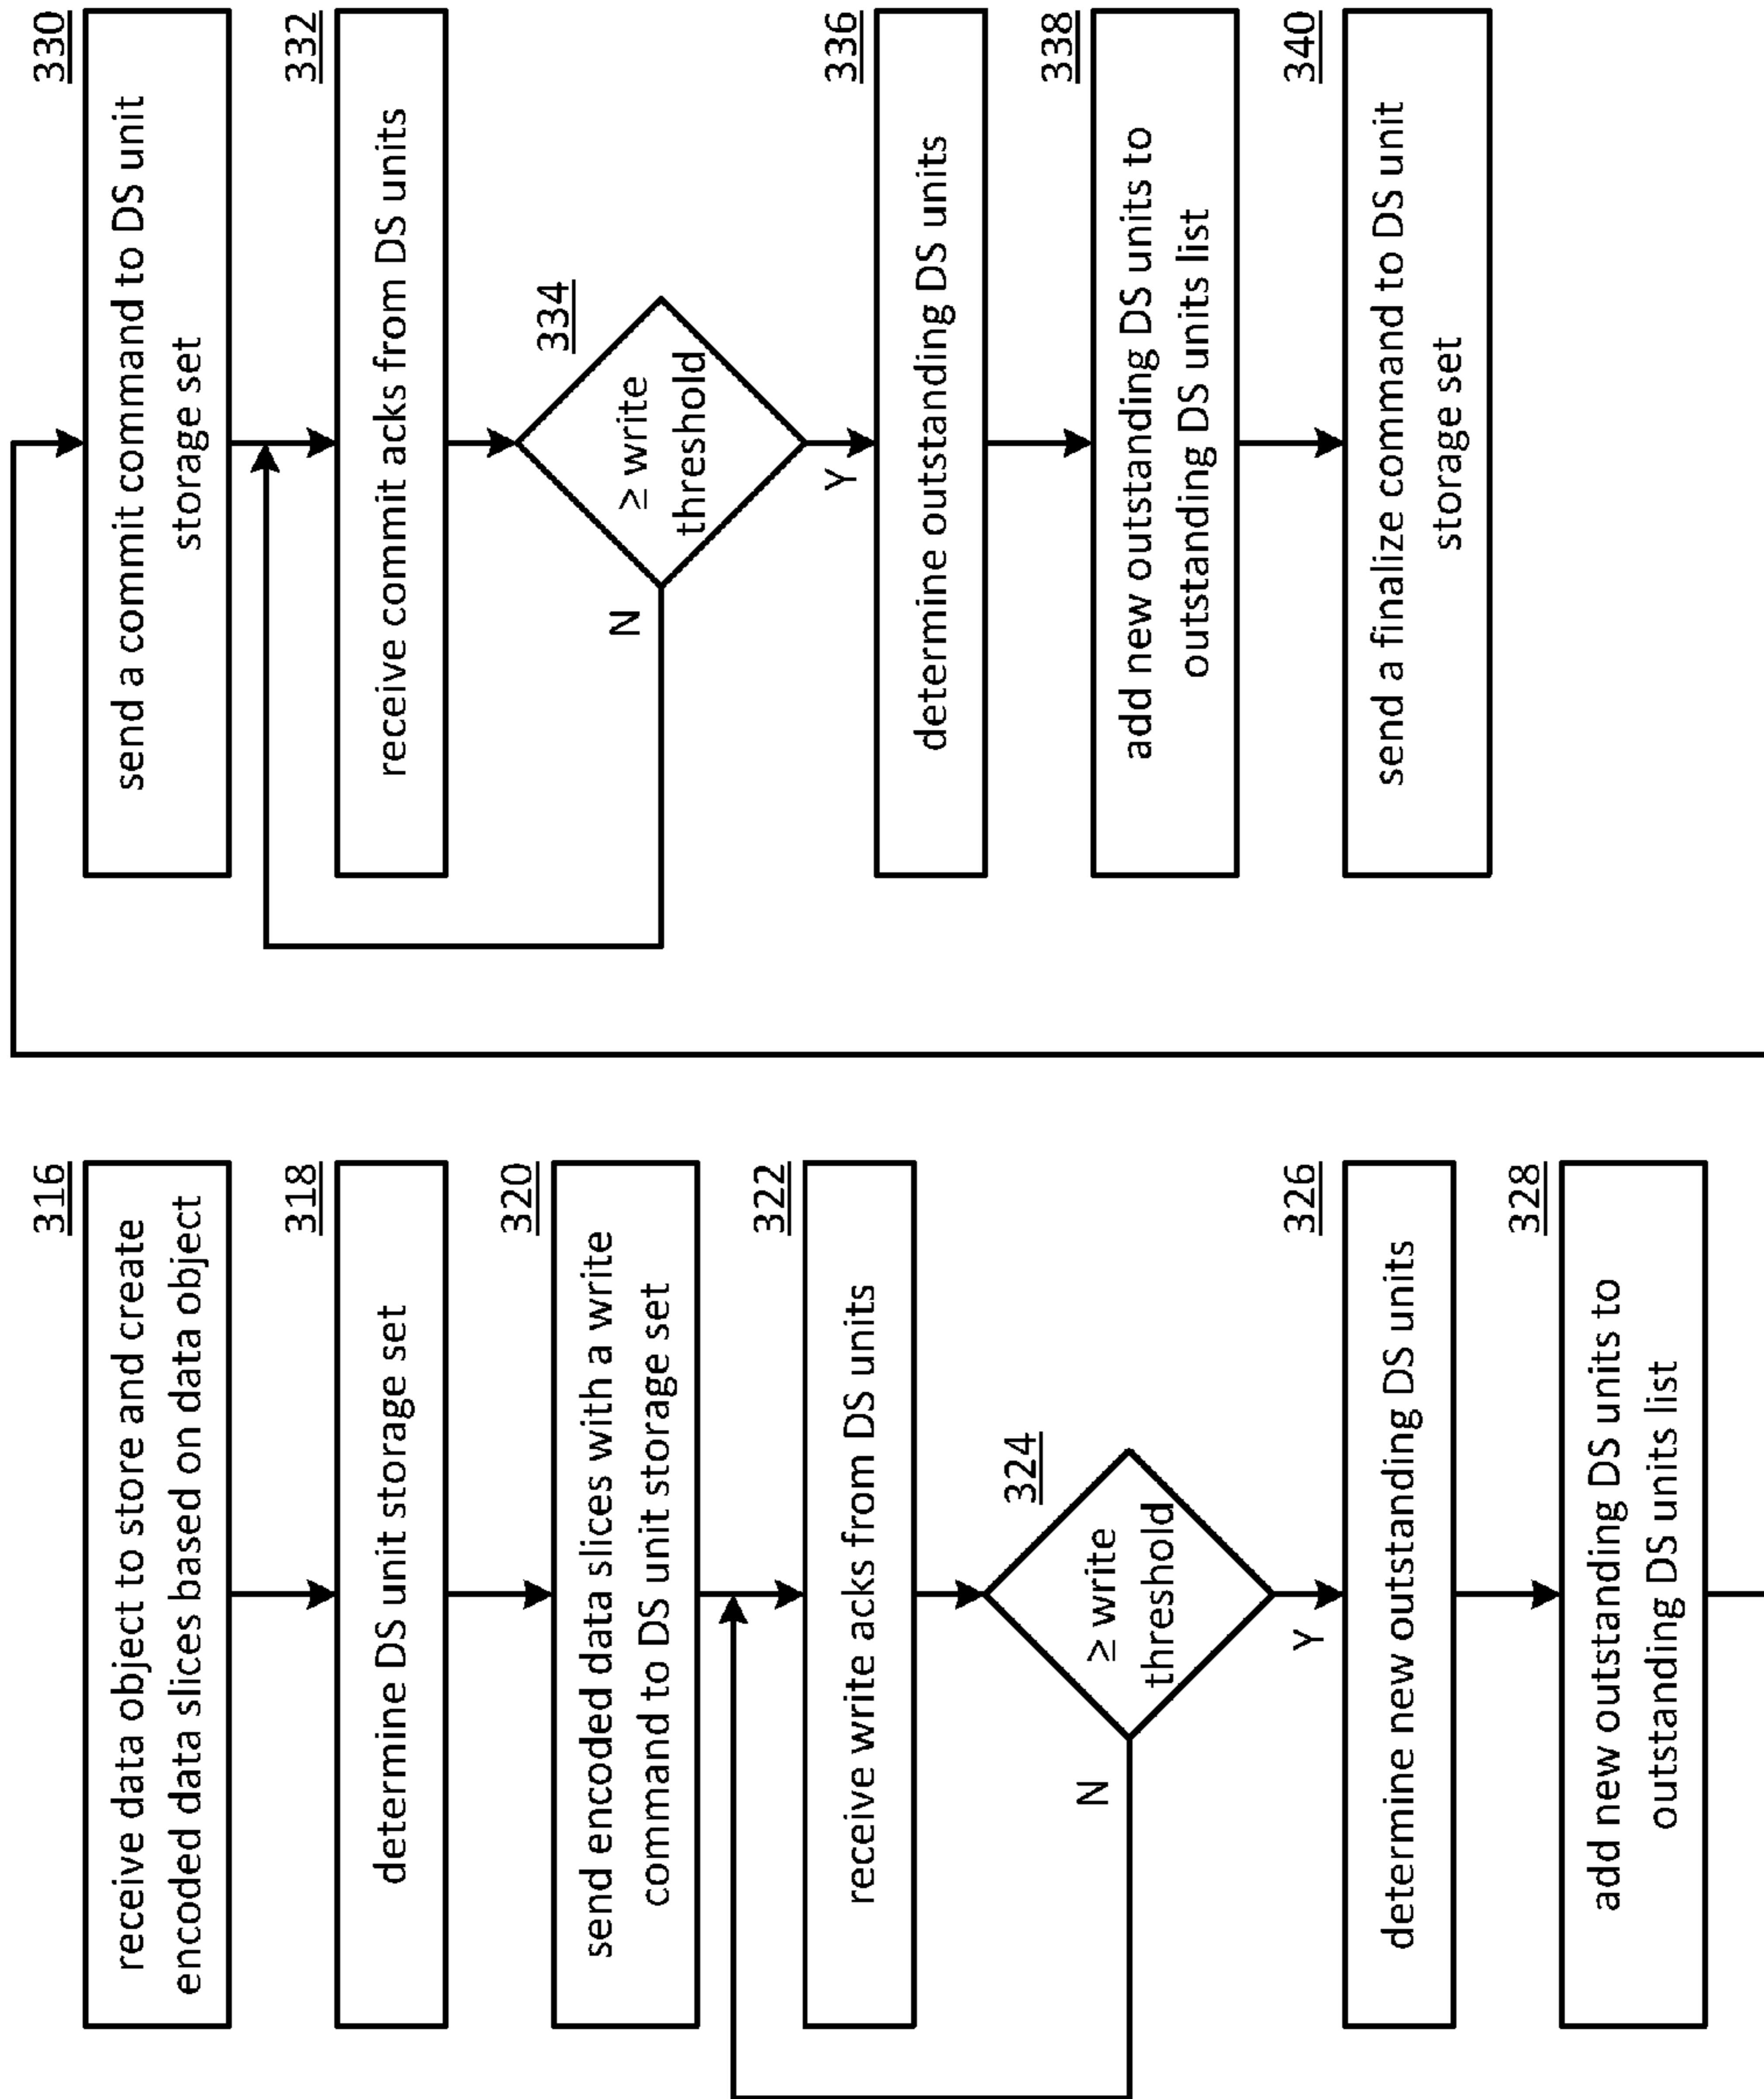 316
receive data object to store and create
encoded data slices based on data object
318
determine DS unit storage set
320
send encoded data slices with a write
command to DS unit storage set
322
receive write acks from DS units
324
≥ write
threshold
N
Y
326
determine new outstanding DS units
328
add new outstanding DS units to
outstanding DS units list
330
send a commit command to DS unit
storage set
332
receive commit acks from DS units
334
≥ write
threshold
N
Y
336
determine outstanding DS units
338
add new outstanding DS units to
outstanding DS units list
340
send a finalize command to DS unit
storage set